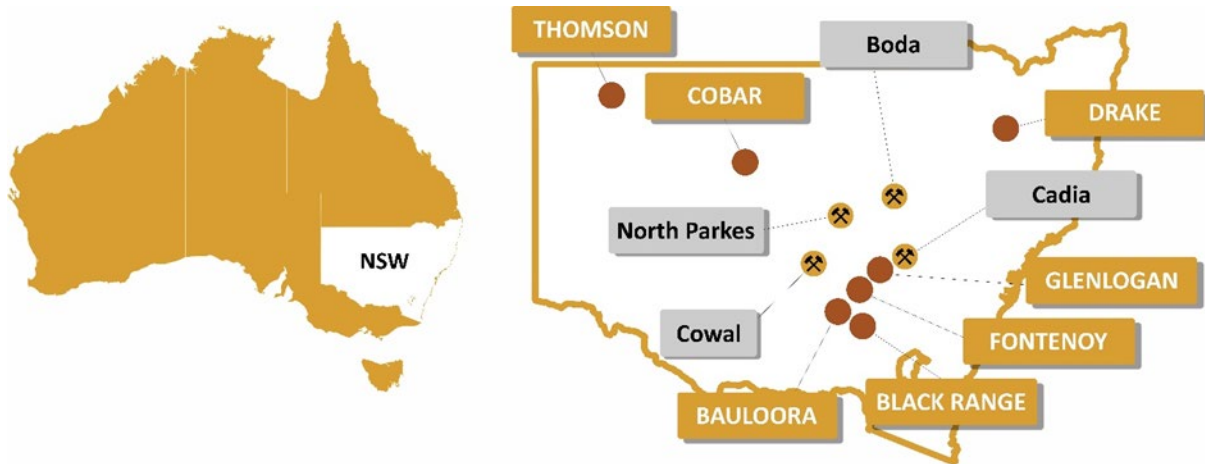 NSW
THOMSON
Boda
COBAR
DRAKE
Cadia
North Parkes
GLENLOGAN
Cowal
FONTENOY
BAULOORA
BLACK RANGE